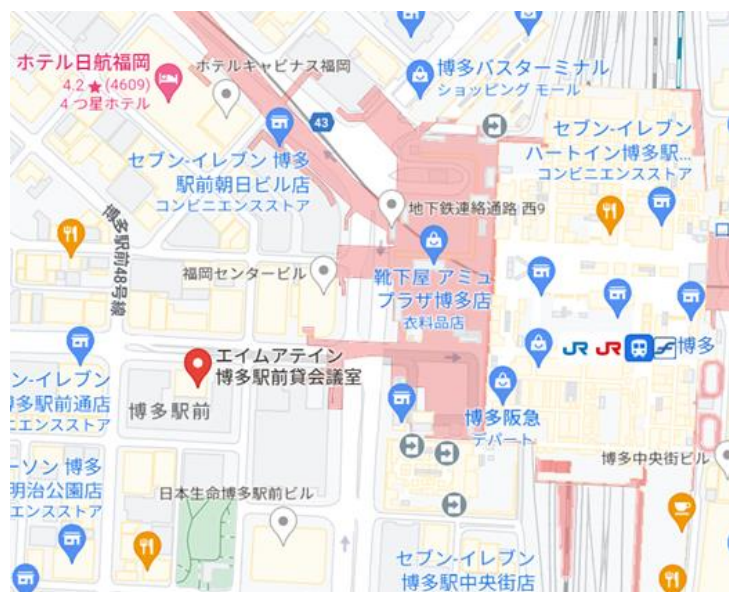 ホテル日航福岡
4.2 ★ (4609)
4 つ星ホテル
ホテルキャビナス福岡
博多バスターミナル
ショッピング モール
43
セブン-イレブン 博多
駅前朝日ビル店
コンビニエンスストア
セブン-イレブン
ハートイン博多駅...
コンビニエンスストア
地下鉄連絡通路 西9
博多駅前48号線
福岡センタービル
靴下屋 アミュ
プラザ博多店
衣料品店
エイムアテイン
博多駅前貸会議室
JR JR 博多
ン-イレブン
博多駅前通店
ニエンスストア
博多駅前
博多阪急
デパート
ーソン 博多
明治公園店
エンスストア
日本生命博多駅前ビル
博多中央街ビル
セブン-イレブン
博多駅中央街店